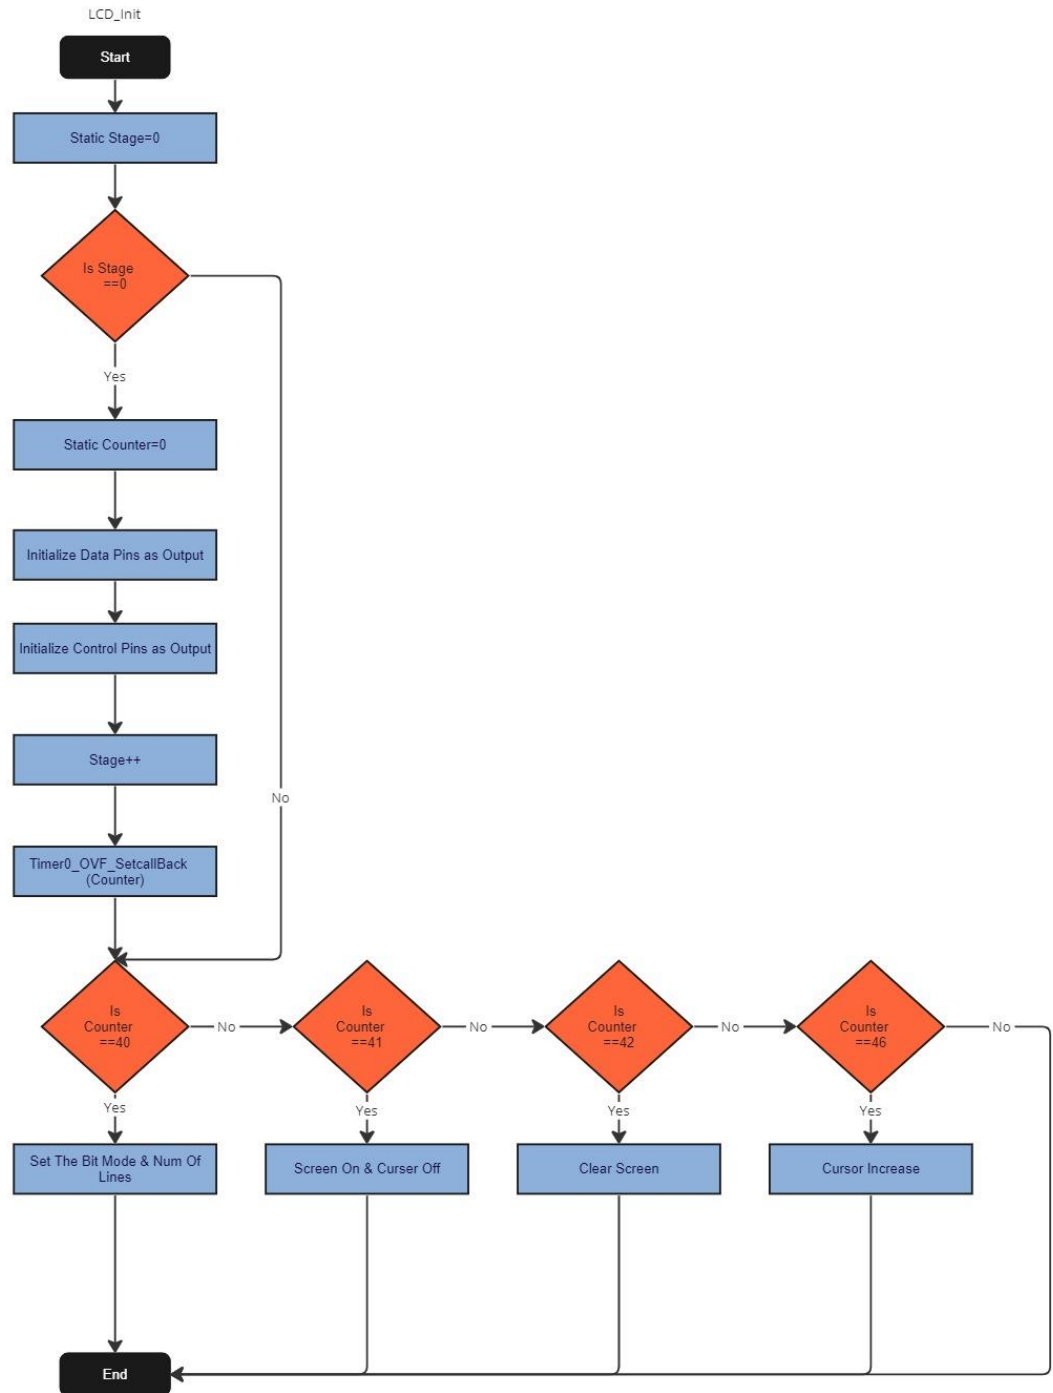 LCD_Init
Start
Static Stage=0
Is Stage
==0
Yes
Static Counter=0
Initialize Data Pins as Output
Initialize Control Pins as Output
Stage++
No
Timer0_OVF_SetcallBack
(Counter)
Is
Counter
==40
No
Is
Counter
==41
No
Is
Counter
==42
No
Is
Counter
==46
No
Yes
Yes
Yes
Yes
Set The Bit Mode & Num Of
Lines
Screen On & Curser Off
Clear Screen
Cursor Increase
End